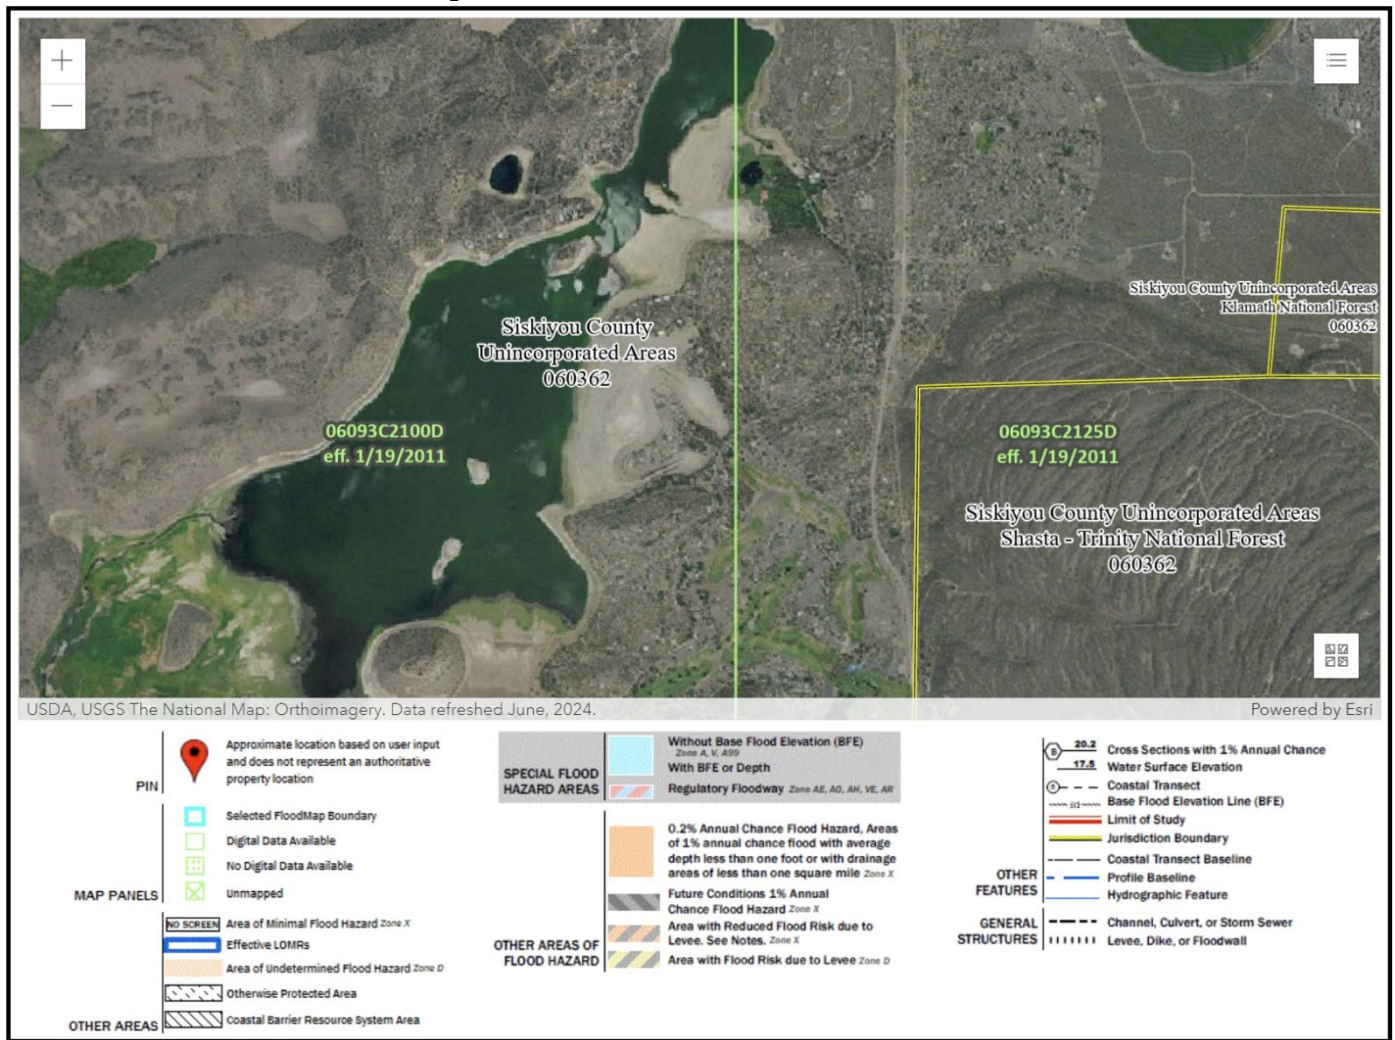 +
−
Siskiyou County Unincorporated Areas
Klamath National Forest
060362
Siskiyou County
Unincorporated Areas
060362
06093C2100D
eff. 1/19/2011
06093C2125D
eff. 1/19/2011
Siskiyou County Unincorporated Areas
Shasta - Trinity National Forest
060362
USDA, USGS The National Map: Orthoimagery. Data refreshed June, 2024.
Powered by Esri
PIN
Approximate location based on user input
and does not represent an authoritative
property location
MAP PANELS
Selected FloodMap Boundary
Digital Data Available
No Digital Data Available
Unmapped
OTHER AREAS
NO SCREEN Area of Minimal Flood Hazard Zone X
Effective LOMRs
Area of Undetermined Flood Hazard Zone D
Otherwise Protected Area
Coastal Barrier Resource System Area
SPECIAL FLOOD
HAZARD AREAS
Without Base Flood Elevation (BFE)
Zone A, V, A99
With BFE or Depth
Regulatory Floodway Zone AE, AO, AH, VE, AR
OTHER AREAS OF
FLOOD HAZARD
0.2% Annual Chance Flood Hazard, Areas
of 1% annual chance flood with average
depth less than one foot or with drainage
areas of less than one square mile Zone X
Future Conditions 1% Annual
Chance Flood Hazard Zone X
Area with Reduced Flood Risk due to
Levee. See Notes. Zone X
Area with Flood Risk due to Levee Zone D
OTHER
FEATURES
B 20.2 Cross Sections with 1% Annual Chance
17.5 Water Surface Elevation
Coastal Transect
Base Flood Elevation Line (BFE)
Limit of Study
Jurisdiction Boundary
Coastal Transect Baseline
Profile Baseline
Hydrographic Feature
GENERAL
STRUCTURES
Channel, Culvert, or Storm Sewer
Levee, Dike, or Floodwall